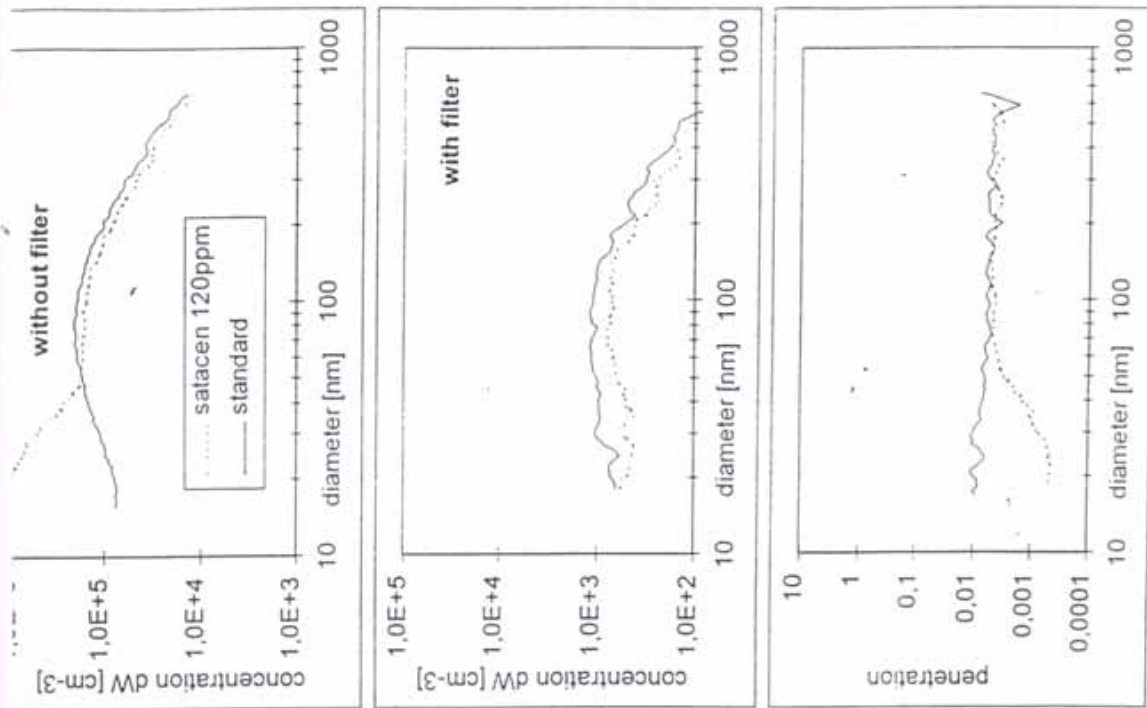 without filter
1,0E+5
1,0E+4
1,0E+3
concentration dW [cm-3]
satacen 120ppm
standard
10
100
1000
diameter [nm]
with filter
1,0E+5
1,0E+4
1,0E+3
1,0E+2
concentration dW [cm-3]
10
100
1000
diameter [nm]
10
1
0,1
0,01
0,001
0,0001
penetration
10
100
1000
diameter [nm]